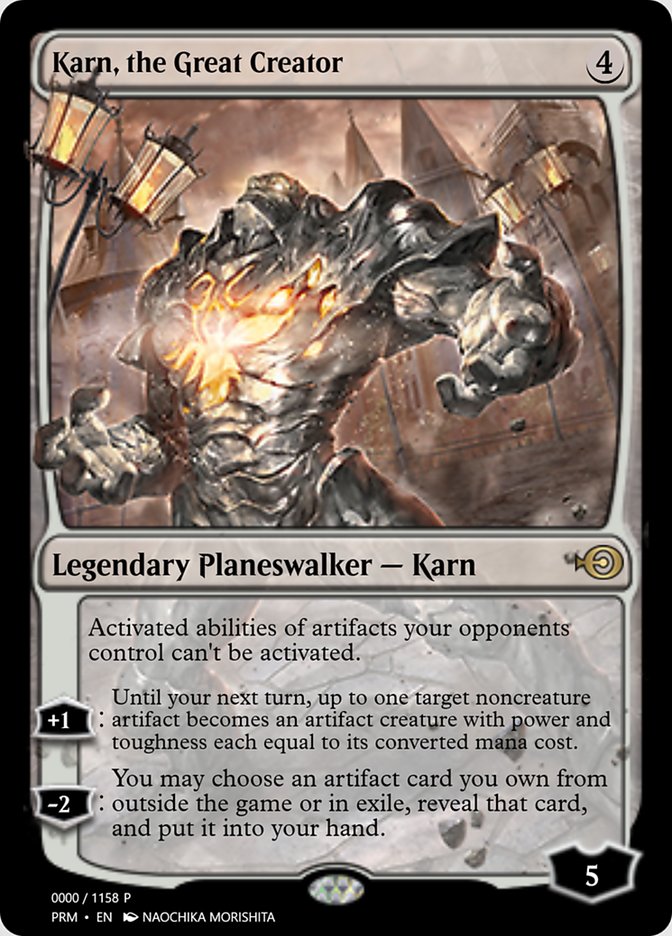 Karn, the Great Creator 4
Legendary Planeswalker — Karn
Activated abilities of artifacts your opponents
control can't be activated.
+1: Until your next turn, up to one target noncreature
artifact becomes an artifact creature with power and
toughness each equal to its converted mana cost.
−2: You may choose an artifact card you own from
outside the game or in exile, reveal that card,
and put it into your hand.
5
0000 / 1158 P
PRM • EN NAOCHIKA MORISHITA